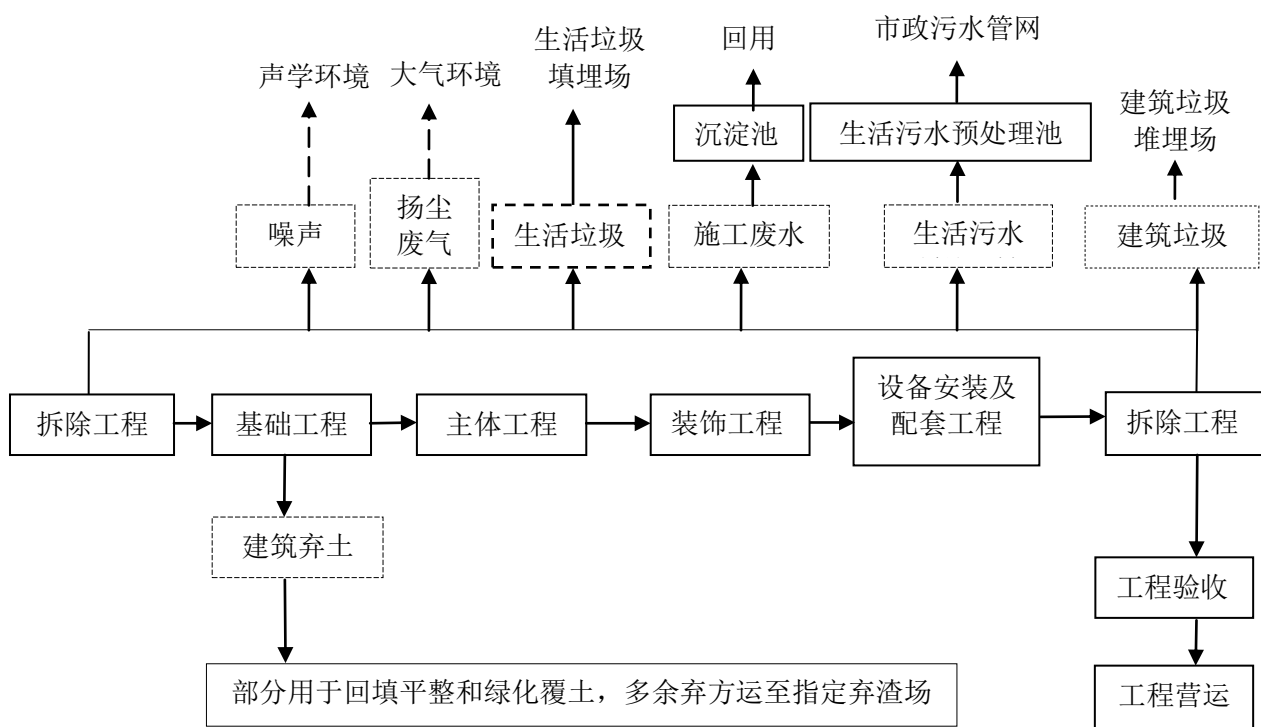 生活垃圾
填埋场
回用
市政污水管网
声学环境
大气环境
建筑垃圾
堆埋场
沉淀池
生活污水预处理池
噪声
扬尘
废气
生活垃圾
施工废水
生活污水
建筑垃圾
拆除工程
基础工程
主体工程
装饰工程
设备安装及
配套工程
拆除工程
建筑弃土
工程验收
部分用于回填平整和绿化覆土，多余弃方运至指定弃渣场
工程营运